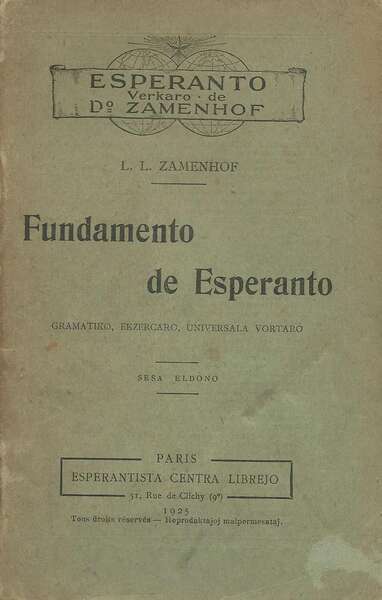 ESPERANTO
Verkaro · de
Dº ZAMENHOF
L. L. ZAMENHOF
Fundamento
de Esperanto
GRAMATIKO, EKZERCARO, UNIVERSALA VORTARO
SESA ELDONO
PARIS
ESPERANTISTA CENTRA LIBREJO
51, Rue de Clichy (9ᵉ)
1925
Tous droits réservés — Reproduktajoj malpermesataj.